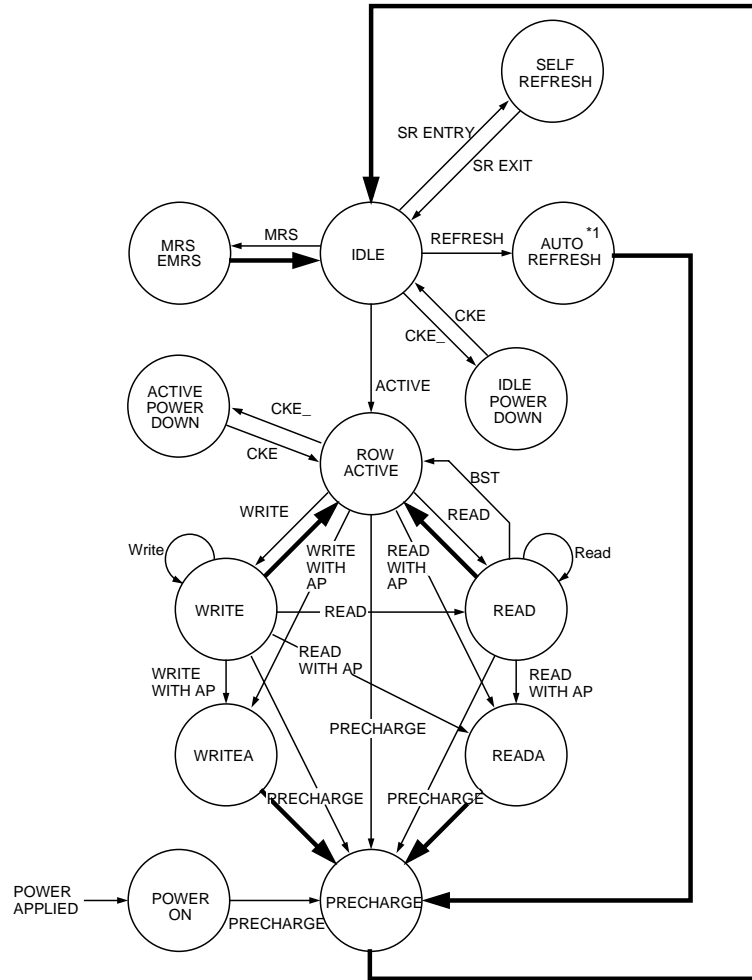 SELF
REFRESH
SR ENTRY
SR EXIT
MRS
EMRS
MRS
IDLE
REFRESH
AUTO *1
REFRESH
CKE
CKE_
IDLE
POWER
DOWN
ACTIVE
ACTIVE
POWER
DOWN
CKE_
CKE
ROW
ACTIVE
BST
WRITE
READ
Write
WRITE
WITH
AP
READ
WITH
AP
Read
WRITE
READ
READ
WRITE
WITH AP
READ
WITH AP
READ
WITH AP
WRITEA
PRECHARGE
READA
PRECHARGE
PRECHARGE
POWER
APPLIED
POWER
ON
PRECHARGE
PRECHARGE